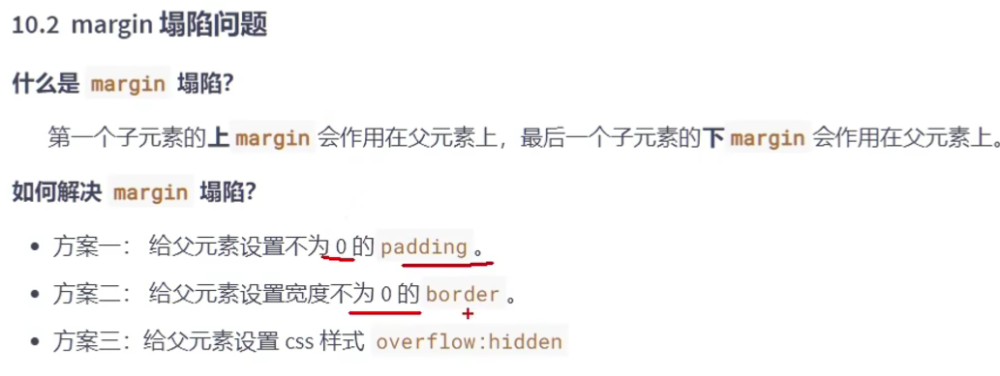 10.2 margin 塌陷问题
什么是 margin 塌陷？
第一个子元素的上 margin 会作用在父元素上，最后一个子元素的下 margin 会作用在父元素上。
如何解决 margin 塌陷？
• 方案一： 给父元素设置不为 0 的 padding 。
• 方案二： 给父元素设置宽度不为 0 的 border 。
• 方案三：给父元素设置 css 样式 overflow:hidden